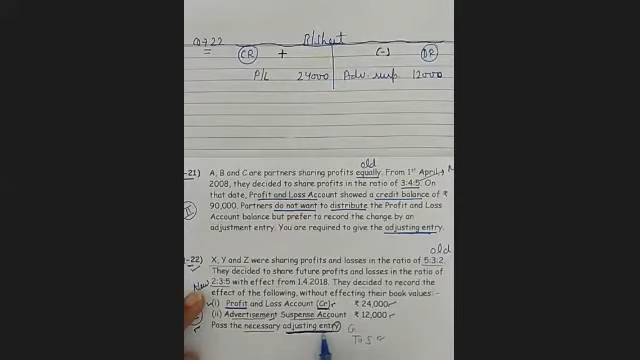 Q→22 B/Sheet
CR + (-) DR
P/L 24000 Adv. susp. 12000
old
-21) A, B and C are partners sharing profits equally. From 1st April,
2008, they decided to share profits in the ratio of 3:4:5. On
that date, Profit and Loss Account showed a credit balance of ₹
II
90,000. Partners do not want to distribute the Profit and Loss
Account balance but prefer to record the change by an
adjustment entry. You are required to give the adjusting entry.
old
-22) X, Y and Z were sharing profits and losses in the ratio of 5:3:2.
They decided to share future profits and losses in the ratio of
New
2:3:5 with effect from 1.4.2018. They decided to record the
effect of the following, without effecting their book values:-
(i) Profit and Loss Account (Cr) ₹ 24,000
(ii) Advertisement Suspense Account ₹ 12,000
Pass the necessary adjusting entry) G
To S